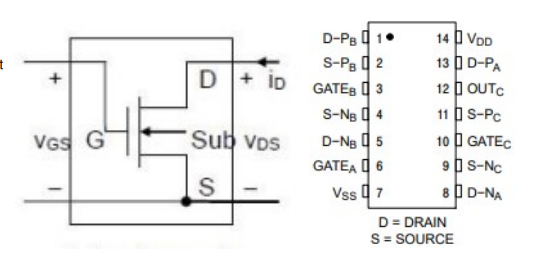 t
+
D
+ iD
VGS
G
Sub
VDS
−
S
−
D−PB 1 14 VDD
S−PB 2 13 D−PA
GATEB 3 12 OUTC
S−NB 4 11 S−PC
D−NB 5 10 GATEC
GATEA 6 9 S−NC
VSS 7 8 D−NA
D = DRAIN
S = SOURCE